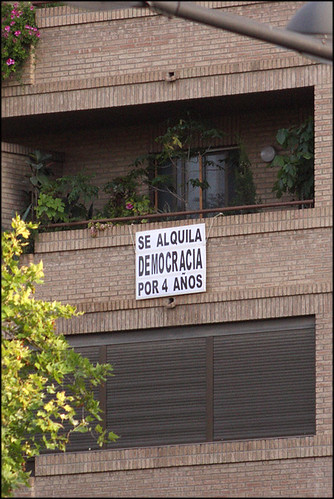 SE ALQUILA
DEMOCRACIA
POR 4 AÑOS